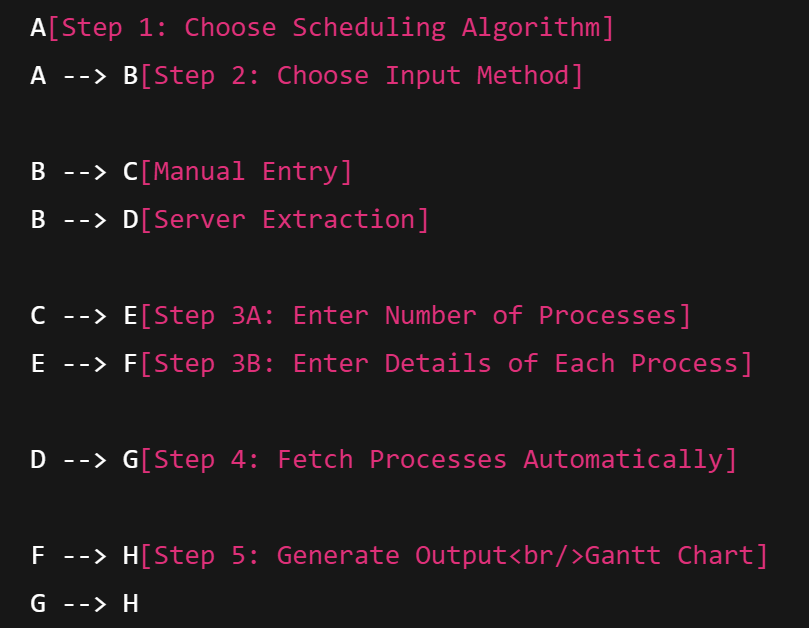 A[Step 1: Choose Scheduling Algorithm]
A --> B[Step 2: Choose Input Method]
B --> C[Manual Entry]
B --> D[Server Extraction]
C --> E[Step 3A: Enter Number of Processes]
E --> F[Step 3B: Enter Details of Each Process]
D --> G[Step 4: Fetch Processes Automatically]
F --> H[Step 5: Generate Output<br/>Gantt Chart]
G --> H